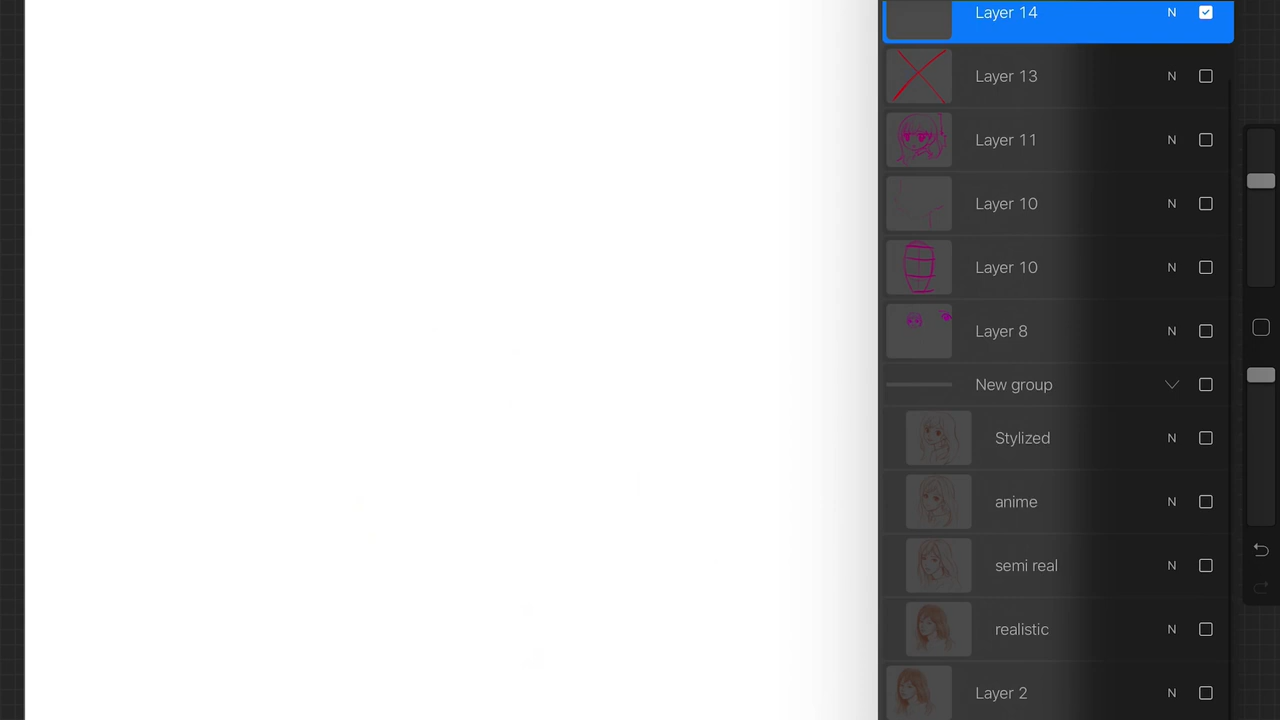 Layer 14 N
Layer 13 N
Layer 11 N
Layer 10 N
Layer 10 N
Layer 8 N
New group
Stylized N
anime N
semi real N
realistic N
Layer 2 N